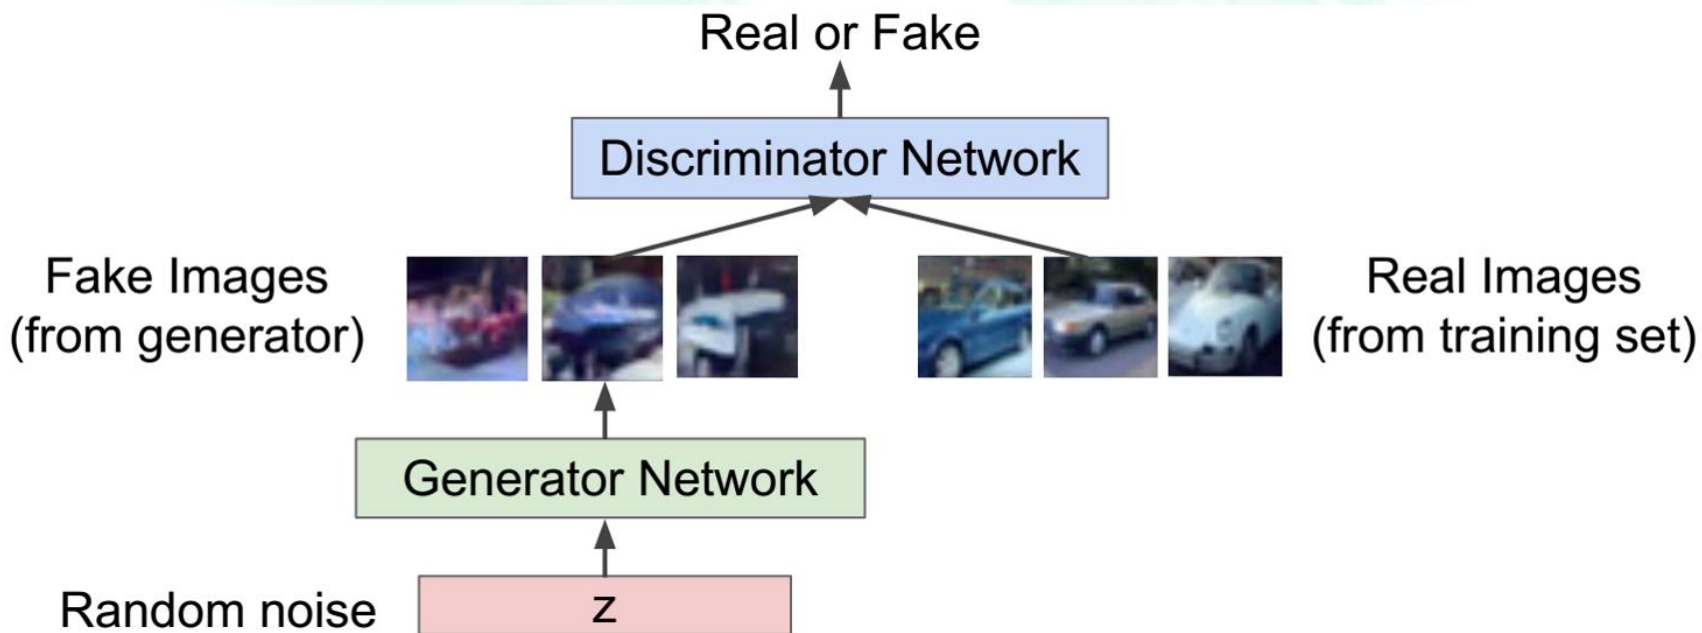 Real or Fake
Discriminator Network
Fake Images
(from generator)
Real Images
(from training set)
Generator Network
Random noise
z